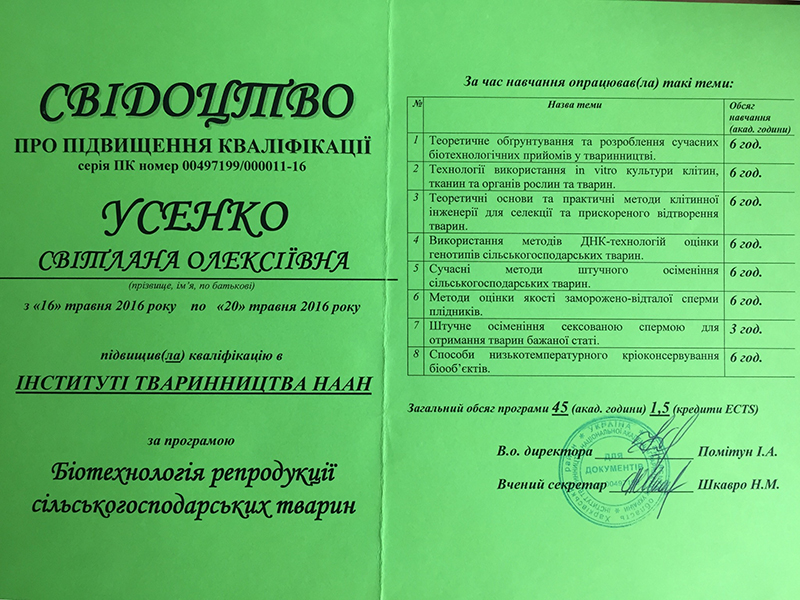 СВІДОЦТВО
ПРО ПІДВИЩЕННЯ КВАЛІФІКАЦІЇ
серія ПК номер 00497199/000011-16
УСЕНКО
СВІТЛАНА ОЛЕКСІЇВНА
(прізвище, ім’я, по батькові)
з «16» травня 2016 року по «20» травня 2016 року
підвищив(ла) кваліфікацію в
ІНСТИТУТІ ТВАРИННИЦТВА НААН
за програмою
Біотехнологія репродукції
сільськогосподарських тварин
За час навчання опрацював(ла) такі теми:
№ Назва теми Обсяг
навчання
(акад. години)
1 Теоретичне обґрунтування та розроблення сучасних 6 год.
біотехнологічних прийомів у тваринництві.
2 Технології використання in vitro культури клітин, 6 год.
тканин та органів рослин та тварин.
3 Теоретичні основи та практичні методи клітинної 6 год.
інженерії для селекції та прискореного відтворення
тварин.
4 Використання методів ДНК-технологій оцінки 6 год.
генотипів сільськогосподарських тварин.
5 Сучасні методи штучного осіменіння 6 год.
сільськогосподарських тварин.
6 Методи оцінки якості заморожено-відталої сперми 6 год.
плідників.
7 Штучне осіменіння сексованою спермою для 3 год.
отримання тварин бажаної статі.
8 Способи низькотемпературного кріоконсервування 6 год.
біооб’єктів.
Загальний обсяг програми 45 (акад. години) 1,5 (кредити ECTS)
В.о. директора Помітун І.А.
Вчений секретар Шкавро Н.М.
УКРАЇНА
ДЛЯ
ДОКУМЕНТІВ